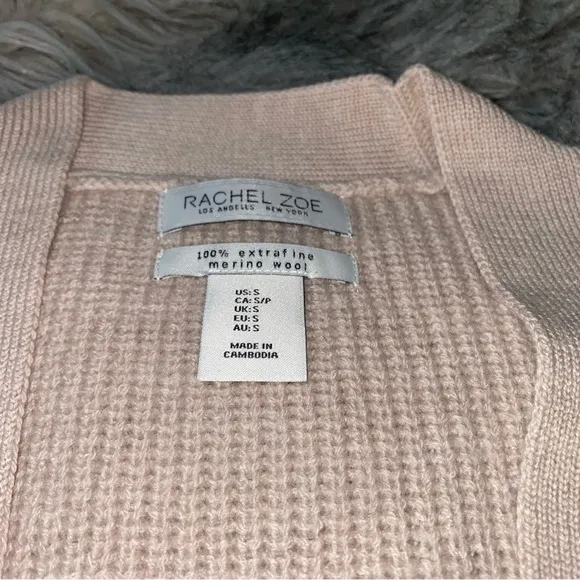 RACHEL ZOE
LOS ANGELES NEW YORK
100% extrafine
merino wool
US: S
CA: S/P
UK: S
EU: S
AU: S
MADE IN
CAMBODIA